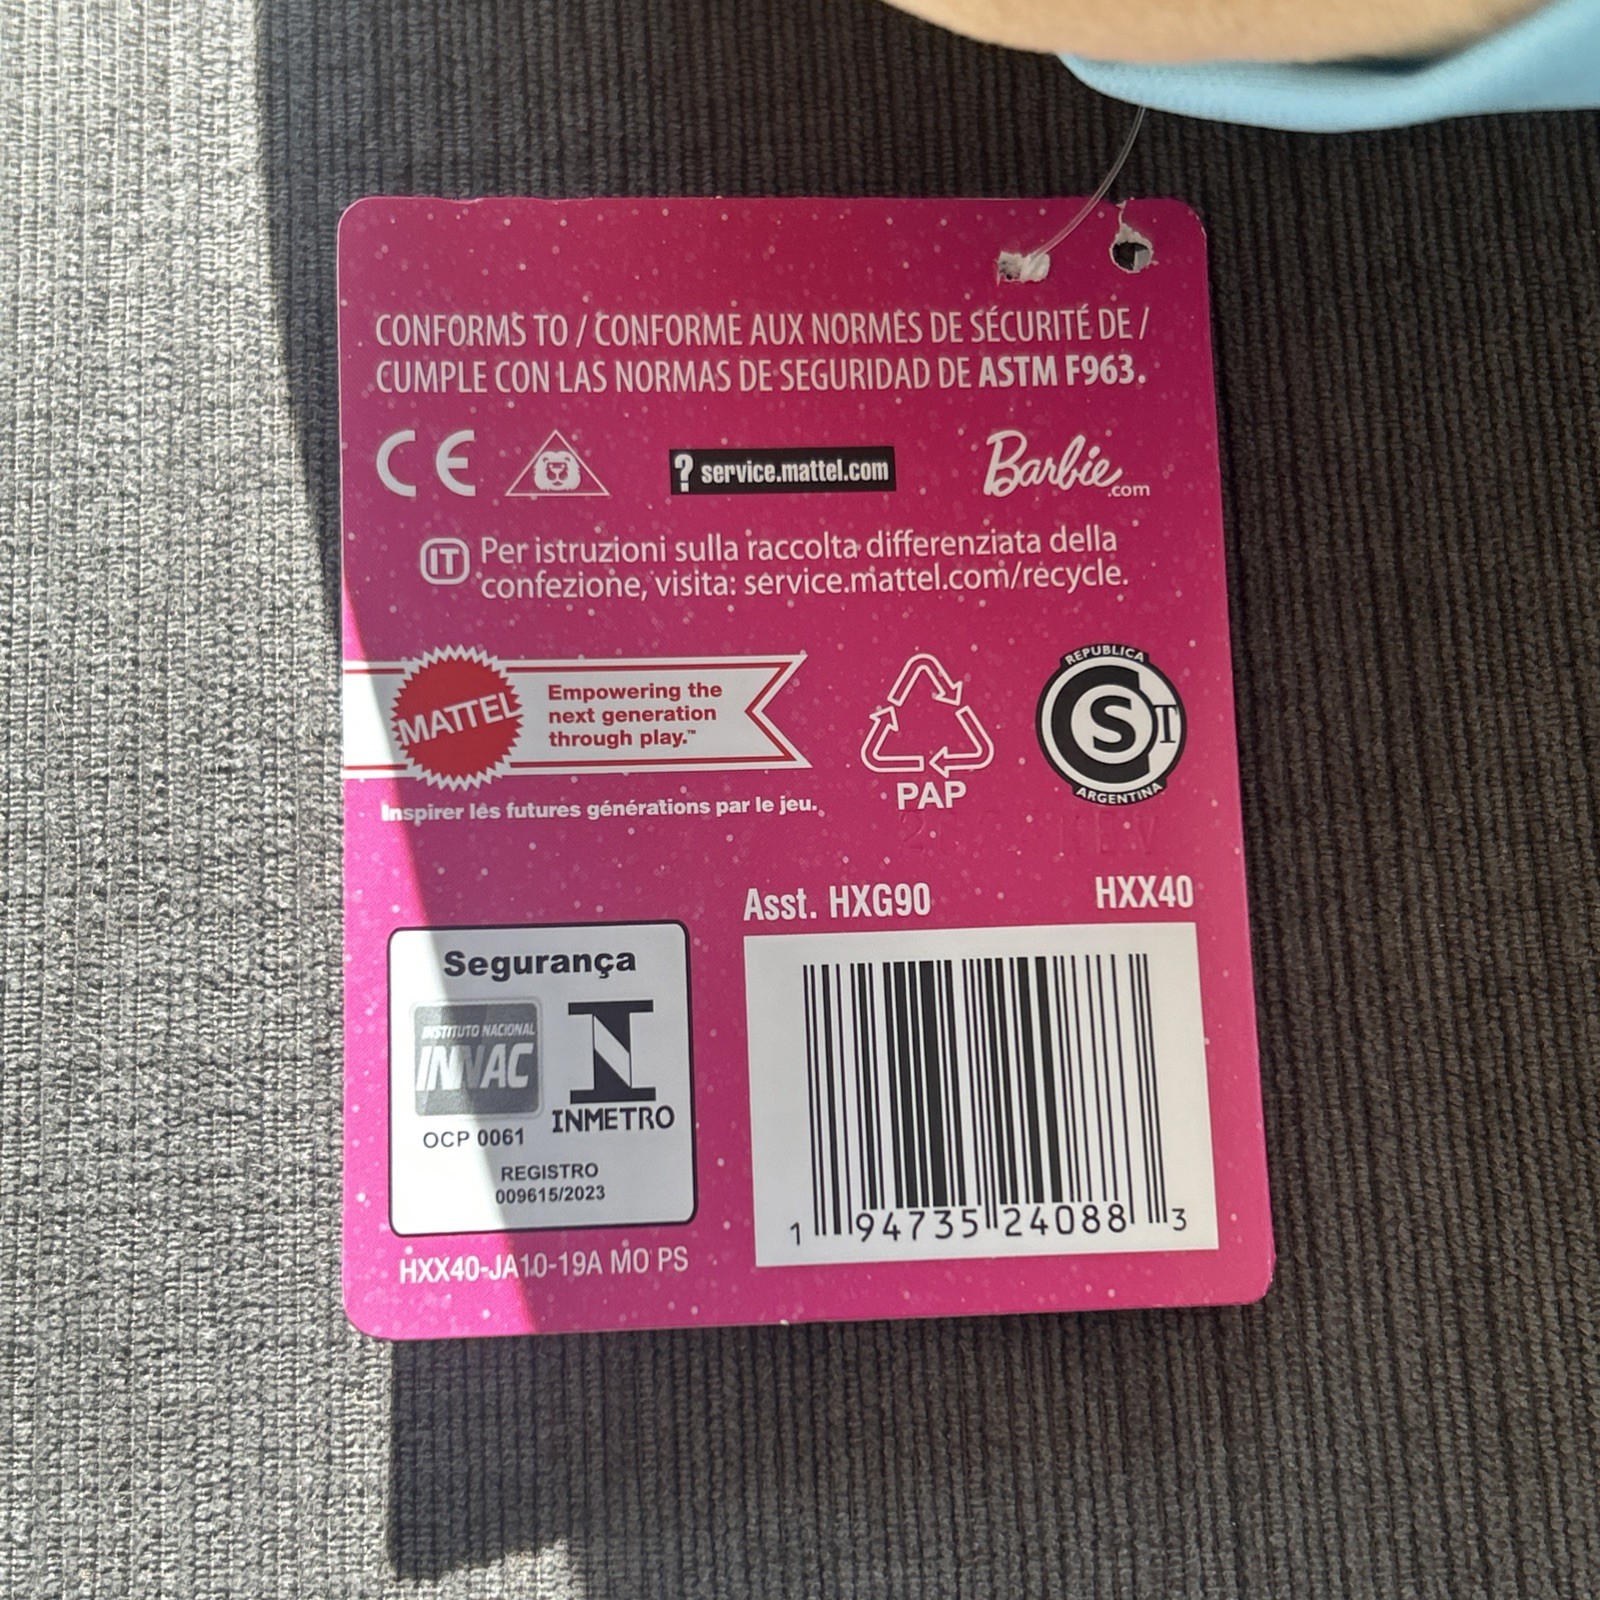 CONFORMS TO / CONFORME AUX NORMES DE SÉCURITÉ DE /
CUMPLE CON LAS NORMAS DE SEGURIDAD DE ASTM F963.
CE
? service.mattel.com
Barbie.com
IT Per istruzioni sulla raccolta differenziata della
confezione, visita: service.mattel.com/recycle.
MATTEL
Empowering the
next generation
through play.™
Inspirer les futures générations par le jeu.
PAP
REPUBLICA
S T
ARGENTINA
Asst. HXG90
HXX40
Segurança
INSTITUTO NACIONAL
INNAC
OCP 0061
INMETRO
REGISTRO
009615/2023
HXX40-JA10-19A MO PS
1 94735 24088 3